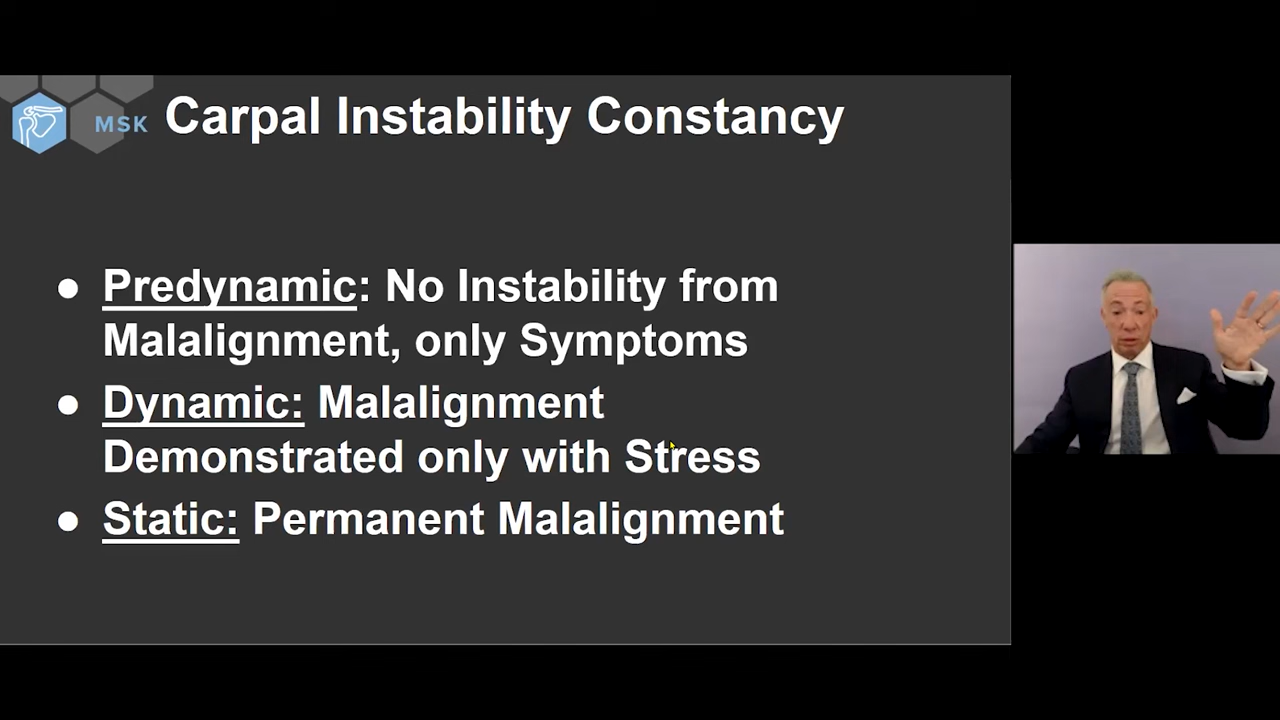 MSK
Carpal Instability Constancy
● Predynamic: No Instability from
Malalignment, only Symptoms
● Dynamic: Malalignment
Demonstrated only with Stress
● Static: Permanent Malalignment